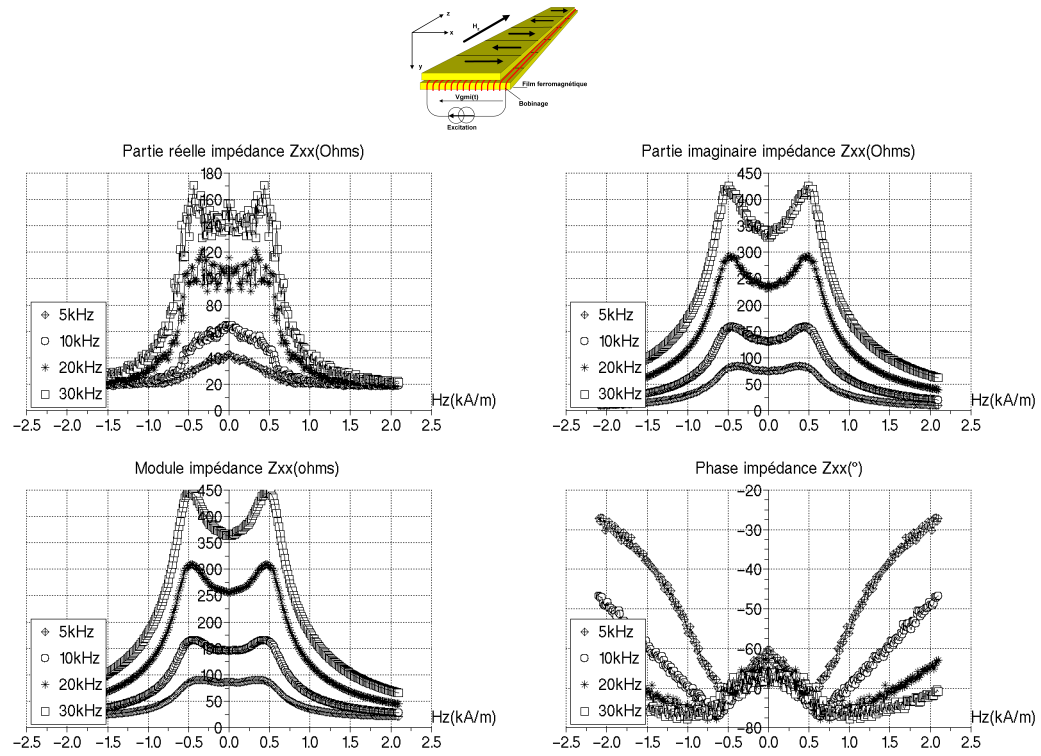 z
x
y
Hz
Film ferromagnétique
Vgmi(t)
Bobinage
Excitation
Partie réelle impédance Zxx(Ohms)
180
160
140
120
100
80
60
40
20
0
5kHz
10kHz
20kHz
30kHz
Hz(kA/m)
−2.5 −2.0 −1.5 −1.0 −0.5 0.0 0.5 1.0 1.5 2.0 2.5
Partie imaginaire impédance Zxx(Ohms)
450
400
350
300
250
200
150
100
50
0
5kHz
10kHz
20kHz
30kHz
Hz(kA/m)
−2.5 −2.0 −1.5 −1.0 −0.5 0.0 0.5 1.0 1.5 2.0 2.5
Module impédance Zxx(ohms)
450
400
350
300
250
200
150
100
50
0
5kHz
10kHz
20kHz
30kHz
Hz(kA/m)
−2.5 −2.0 −1.5 −1.0 −0.5 0.0 0.5 1.0 1.5 2.0 2.5
Phase impédance Zxx(°)
−20
−30
−40
−50
−60
−70
−80
5kHz
10kHz
20kHz
30kHz
Hz(kA/m)
−2.5 −2.0 −1.5 −1.0 −0.5 0.0 0.5 1.0 1.5 2.0 2.5